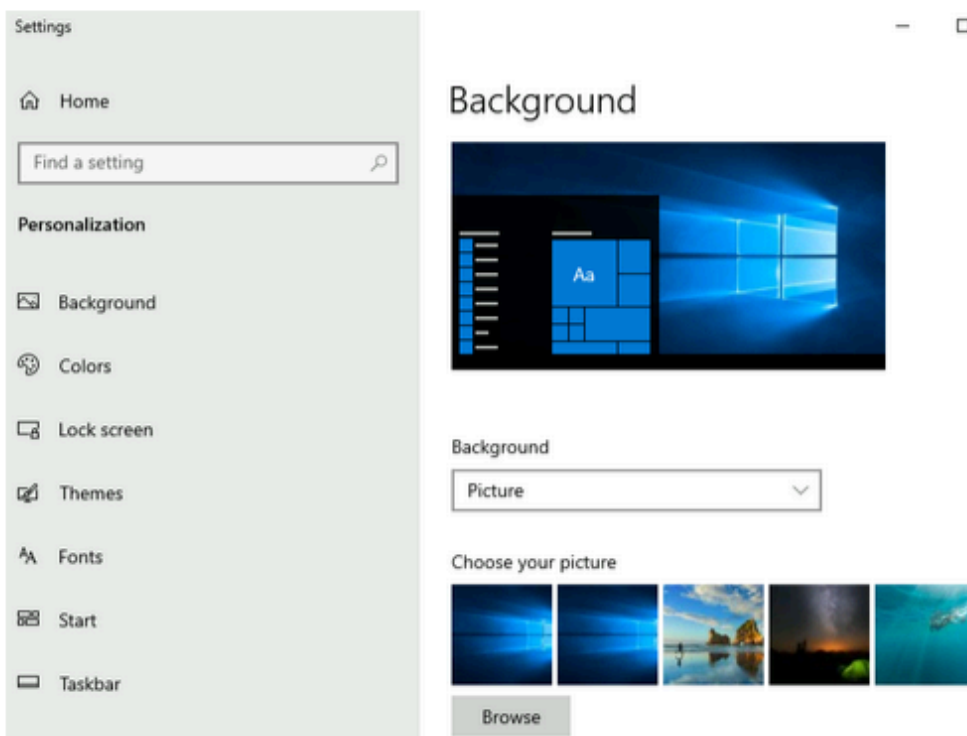 Settings
Home
Find a setting
Personalization
Background
Colors
Lock screen
Themes
Fonts
Start
Taskbar
Background
Aa
Background
Picture
Choose your picture
Browse